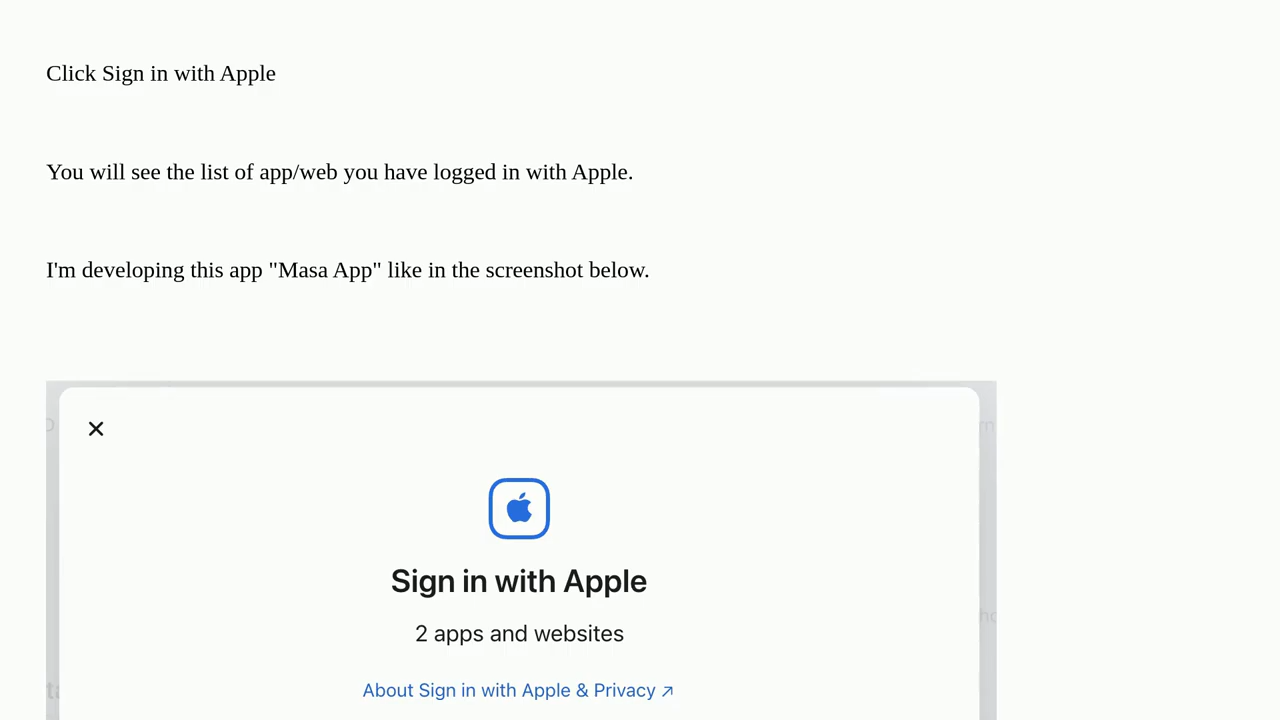 Click Sign in with Apple
You will see the list of app/web you have logged in with Apple.
I'm developing this app "Masa App" like in the screenshot below.
Sign in with Apple
2 apps and websites
About Sign in with Apple & Privacy ↗